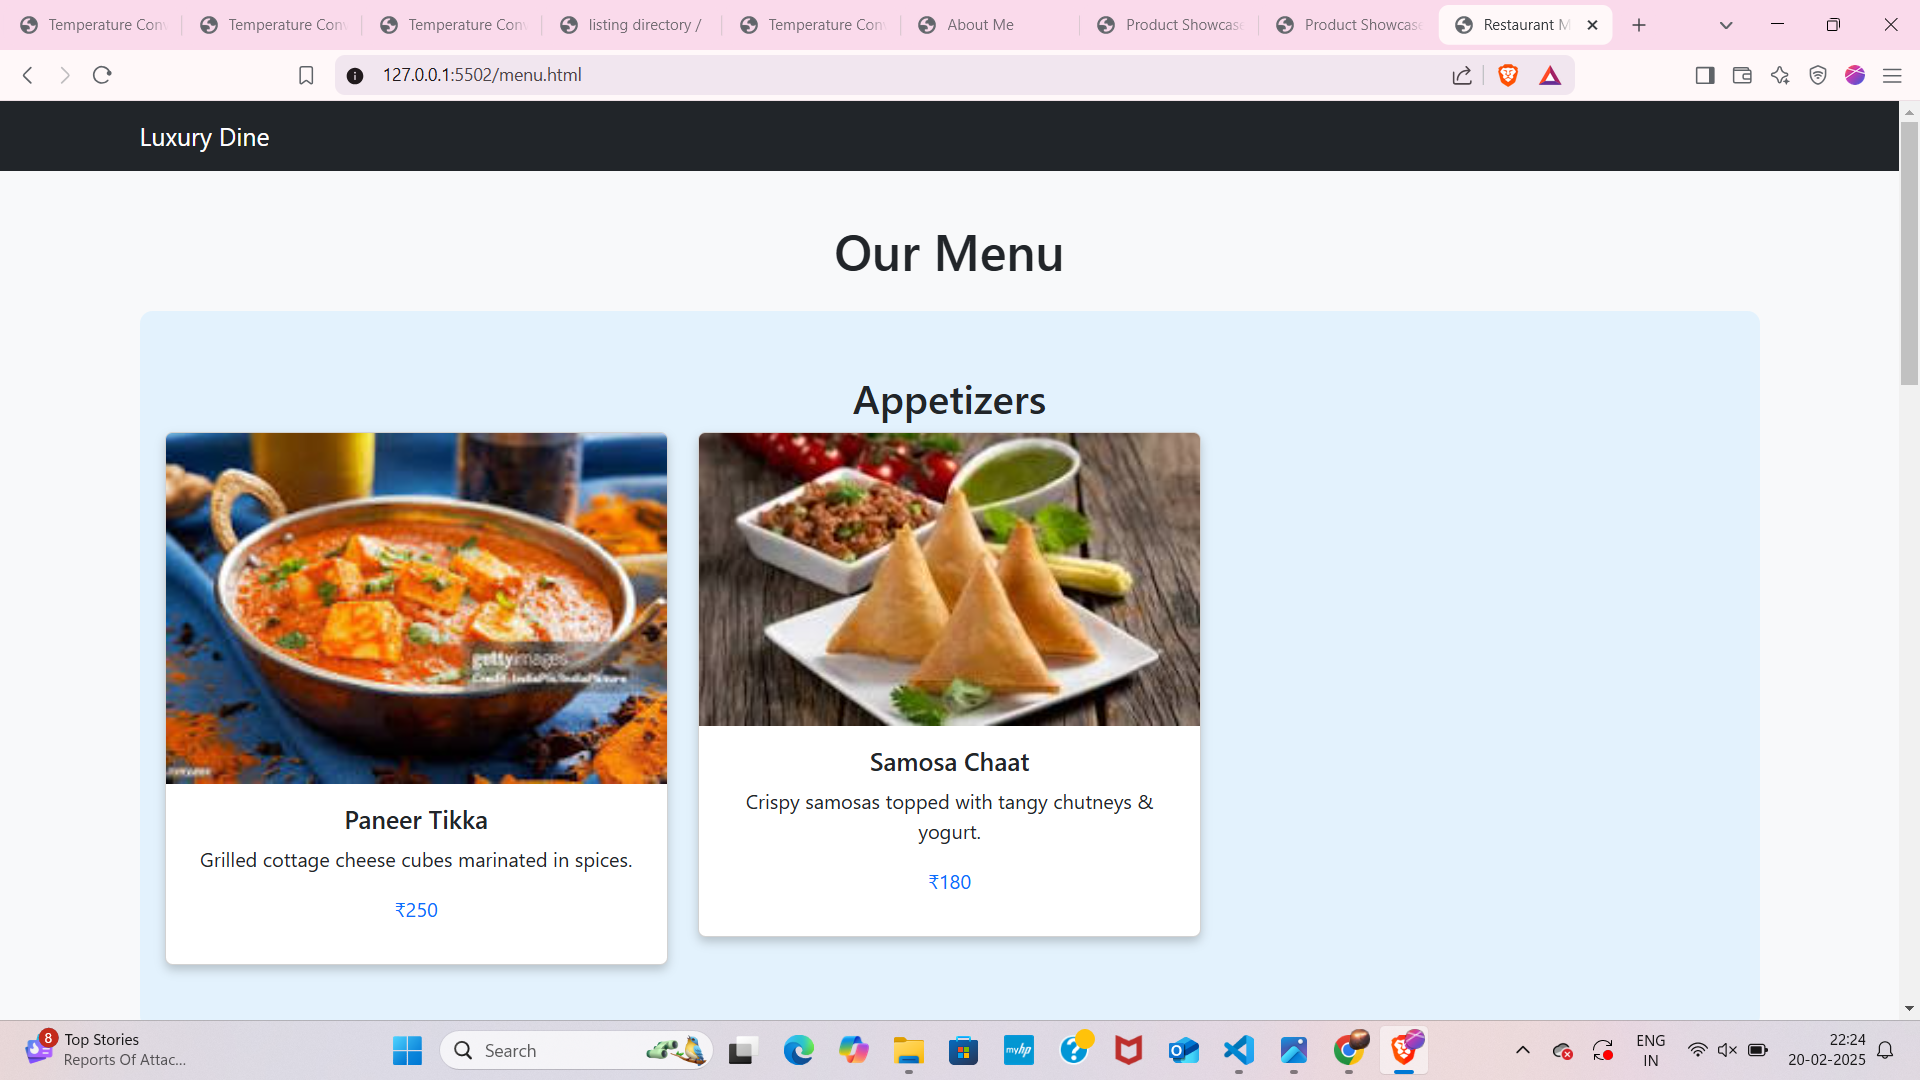 Temperature Conv
Temperature Conv
Temperature Conv
listing directory /
Temperature Conv
About Me
Product Showcase
Product Showcase
Restaurant M
127.0.0.1:5502/menu.html
Luxury Dine
Our Menu
Appetizers
gettyimages
Credit: IndiaPix/IndiaPicture
Paneer Tikka
Grilled cottage cheese cubes marinated in spices.
₹250
Samosa Chaat
Crispy samosas topped with tangy chutneys &
yogurt.
₹180
8
Top Stories
Reports Of Attac...
Search
myhp
ENG
IN
22:24
20-02-2025